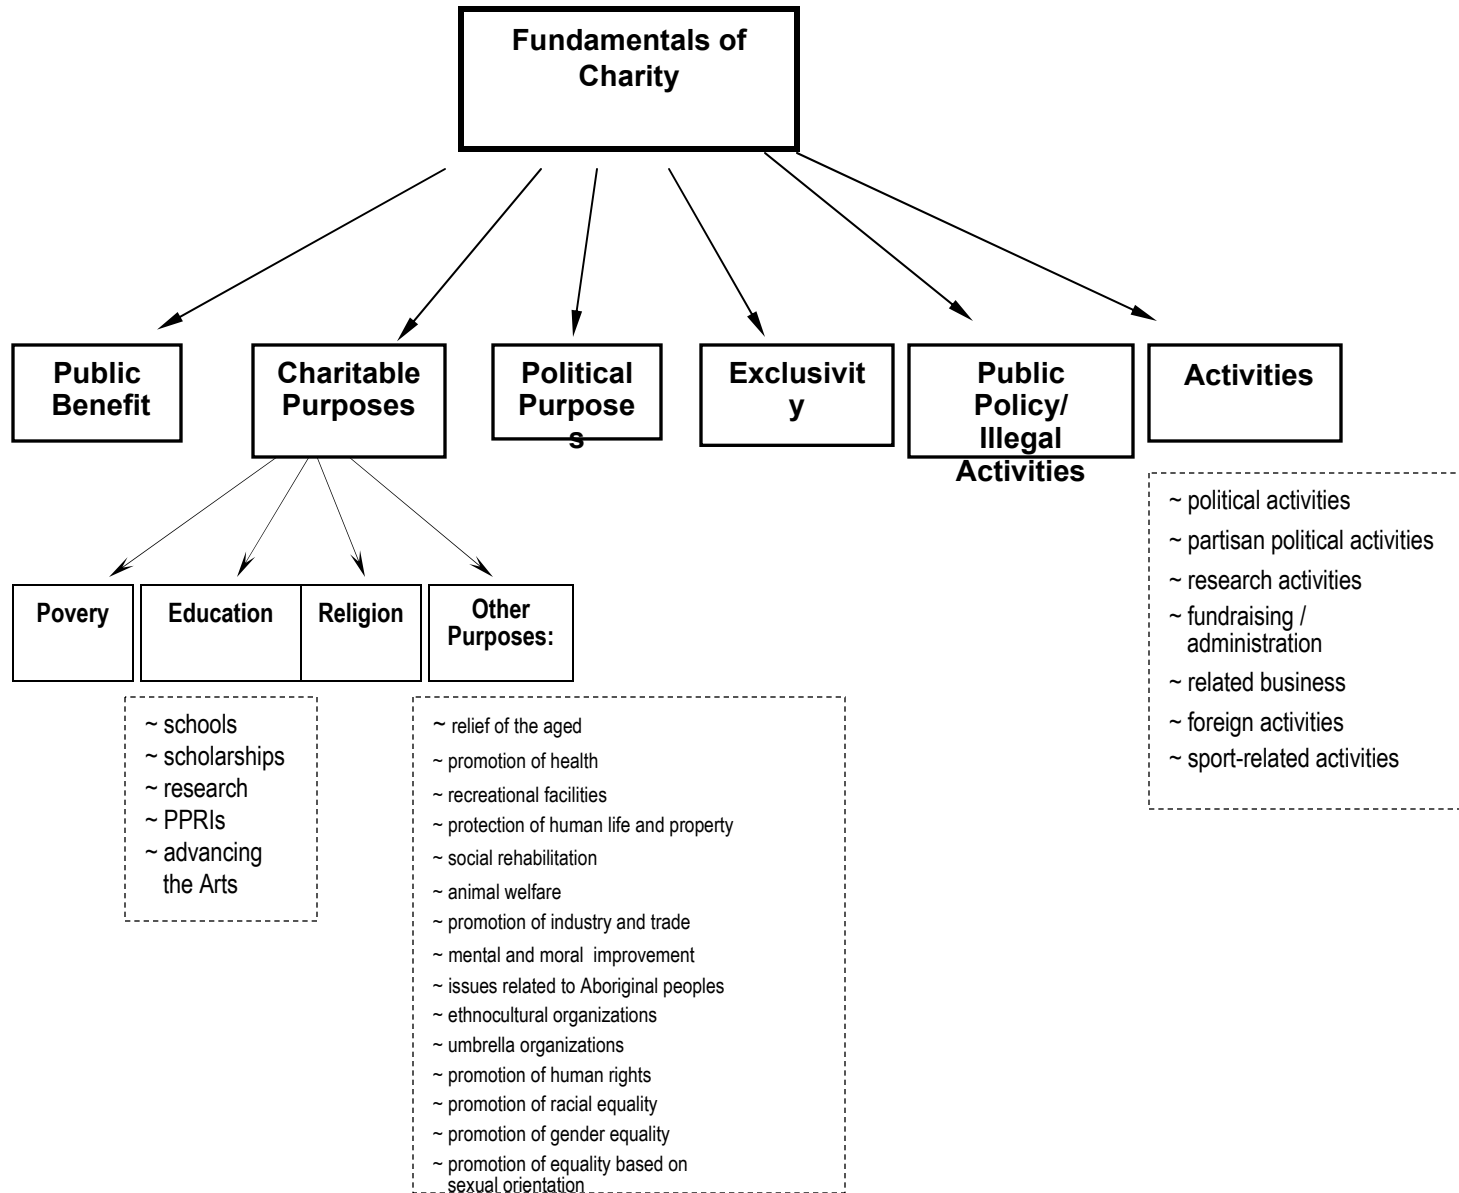 Fundamentals of
Charity
Public
Benefit
Charitable
Purposes
Political
Purpose
s
Exclusivit
y
Public
Policy/
Illegal
Activities
Activities
~ political activities
~ partisan political activities
~ research activities
~ fundraising /
administration
~ related business
~ foreign activities
~ sport-related activities
Povery
Education
Religion
Other
Purposes:
~ schools
~ scholarships
~ research
~ PPRIs
~ advancing
the Arts
~ relief of the aged
~ promotion of health
~ recreational facilities
~ protection of human life and property
~ social rehabilitation
~ animal welfare
~ promotion of industry and trade
~ mental and moral improvement
~ issues related to Aboriginal peoples
~ ethnocultural organizations
~ umbrella organizations
~ promotion of human rights
~ promotion of racial equality
~ promotion of gender equality
~ promotion of equality based on
sexual orientation